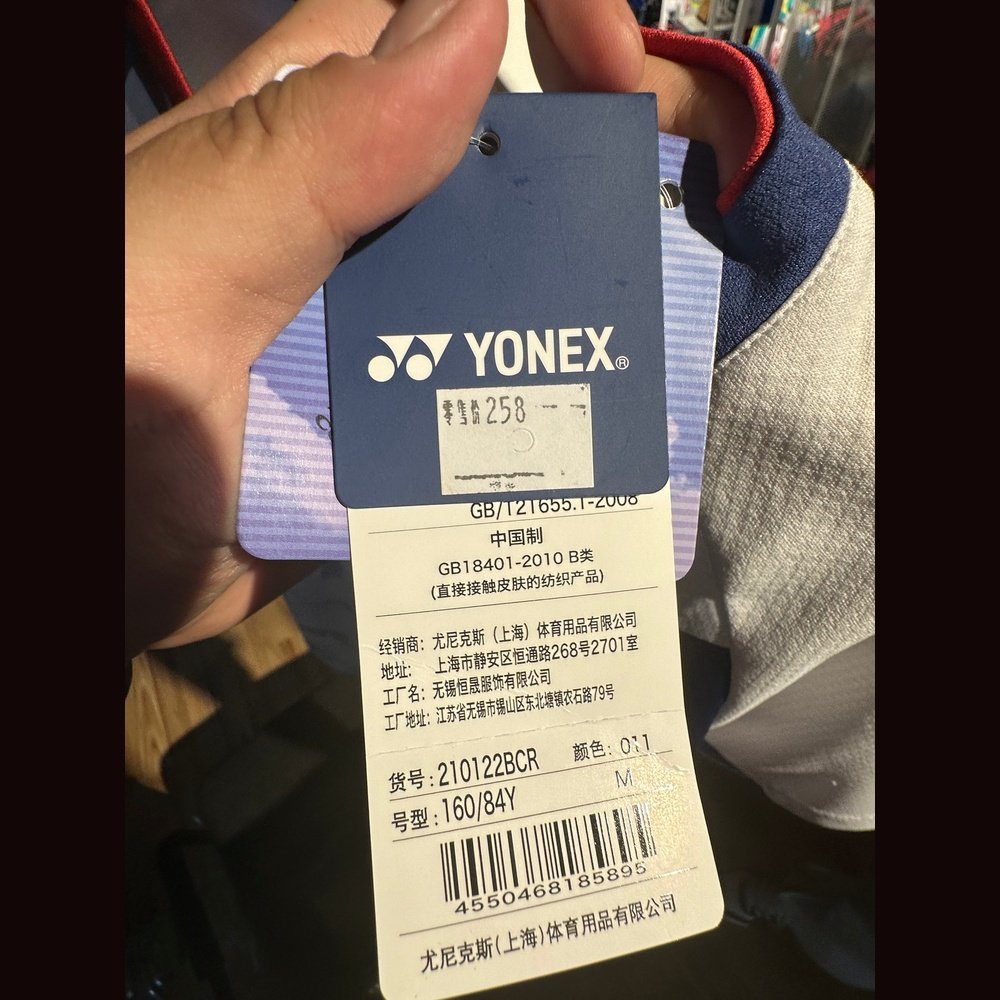 YONEX®
零售价258
GB/T21655.1-2008
中国制
GB18401-2010 B类
(直接接触皮肤的纺织产品)
经销商：尤尼克斯（上海）体育用品有限公司
地址： 上海市静安区恒通路268号2701室
工厂名：无锡恒晟服饰有限公司
工厂地址：江苏省无锡市锡山区东北塘镇农石路79号
货号：210122BCR 颜色：011
号型：160/84Y M
4550468185895
尤尼克斯(上海)体育用品有限公司